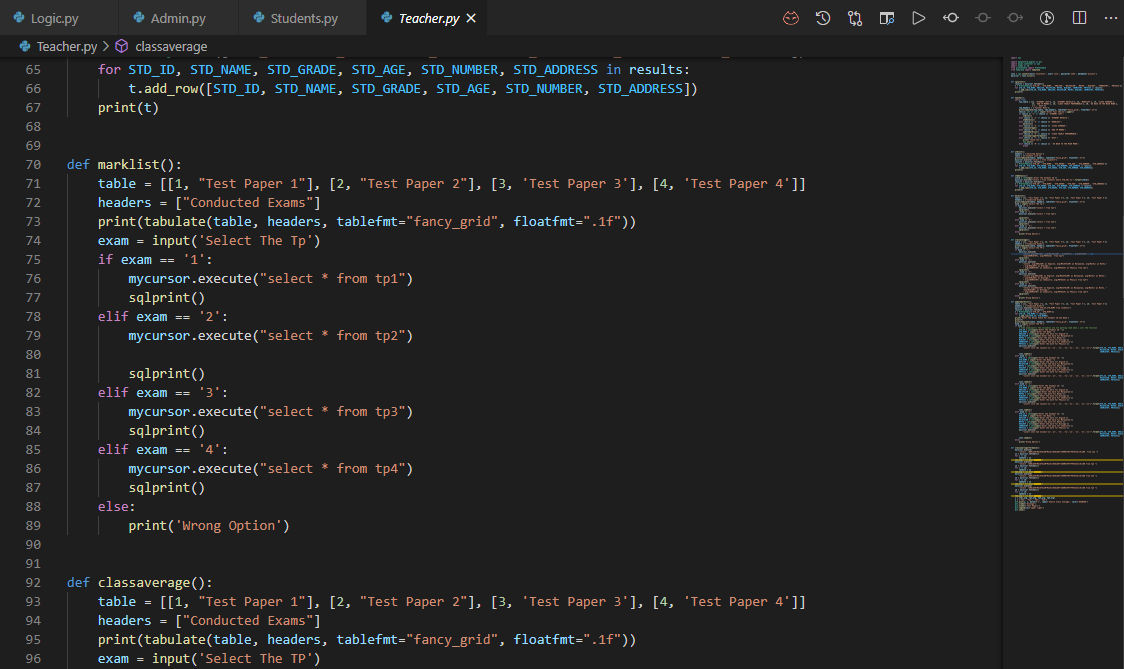 Logic.py Admin.py Students.py Teacher.py
Teacher.py > classaverage
65 for STD_ID, STD_NAME, STD_GRADE, STD_AGE, STD_NUMBER, STD_ADDRESS in results:
66 t.add_row([STD_ID, STD_NAME, STD_GRADE, STD_AGE, STD_NUMBER, STD_ADDRESS])
67 print(t)
68
69
70 def marklist():
71 table = [[1, "Test Paper 1"], [2, "Test Paper 2"], [3, 'Test Paper 3'], [4, 'Test Paper 4']]
72 headers = ["Conducted Exams"]
73 print(tabulate(table, headers, tablefmt="fancy_grid", floatfmt=".1f"))
74 exam = input('Select The Tp')
75 if exam == '1':
76 mycursor.execute("select * from tp1")
77 sqlprint()
78 elif exam == '2':
79 mycursor.execute("select * from tp2")
80
81 sqlprint()
82 elif exam == '3':
83 mycursor.execute("select * from tp3")
84 sqlprint()
85 elif exam == '4':
86 mycursor.execute("select * from tp4")
87 sqlprint()
88 else:
89 print('Wrong Option')
90
91
92 def classaverage():
93 table = [[1, "Test Paper 1"], [2, "Test Paper 2"], [3, 'Test Paper 3'], [4, 'Test Paper 4']]
94 headers = ["Conducted Exams"]
95 print(tabulate(table, headers, tablefmt="fancy_grid", floatfmt=".1f"))
96 exam = input('Select The TP')